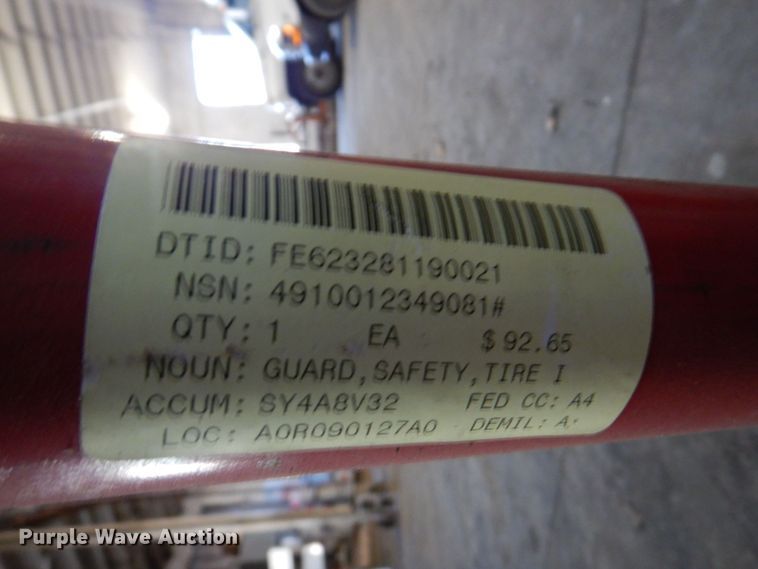 DTID: FE623281190021
NSN: 4910012349081#
QTY: 1 EA $ 92.65
NOUN: GUARD,SAFETY,TIRE I
ACCUM: SY4A8V32 FED CC: A4
LOC: A0R090127A0 DEMIL: A
Purple Wave Auction